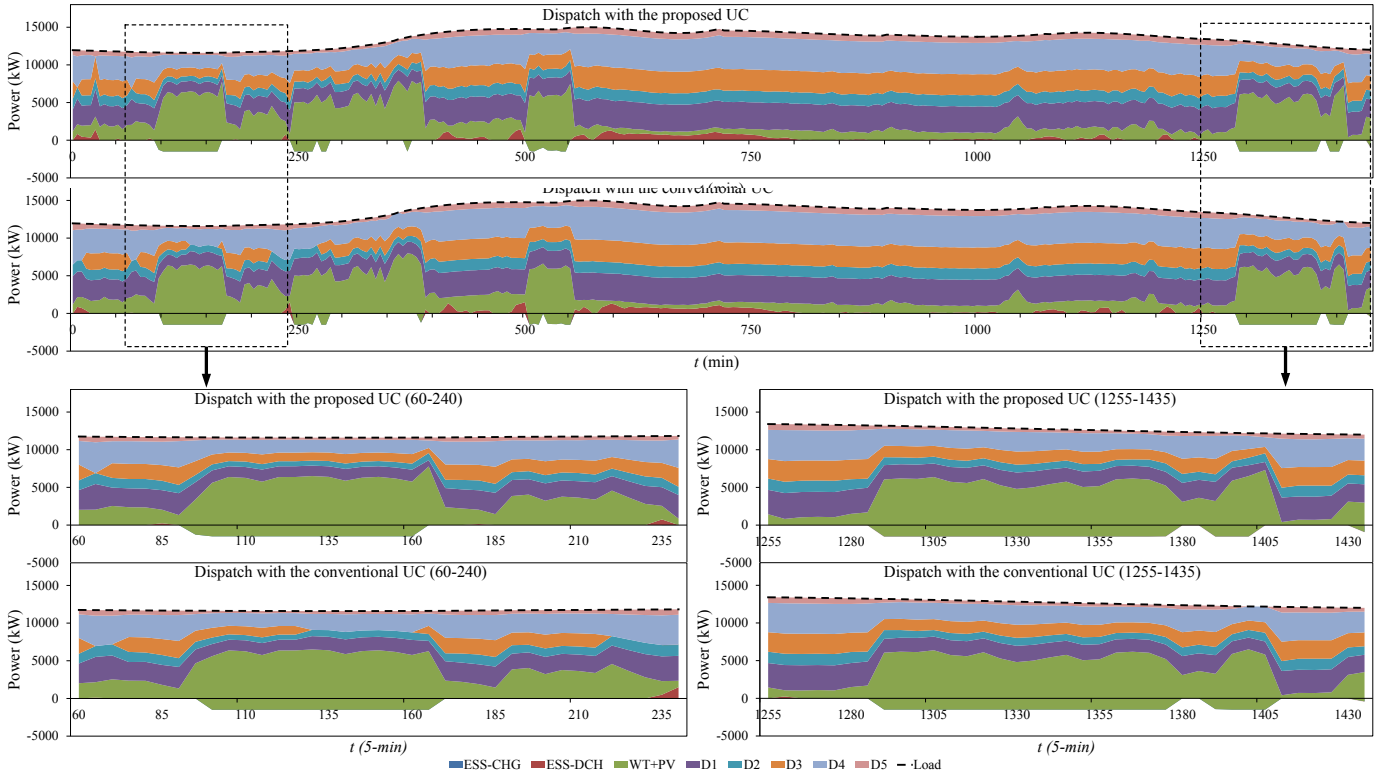 Dispatch with the proposed UC
Power (kW)
15000
10000
5000
0
-5000
0
250
500
750
1000
1250
Dispatch with the conventional UC
Power (kW)
15000
10000
5000
0
-5000
0
250
500
750
1000
1250
t (min)
Dispatch with the proposed UC (60-240)
Power (kW)
15000
10000
5000
0
-5000
60 85 110 135 160 185 210 235
Dispatch with the conventional UC (60-240)
Power (kW)
15000
10000
5000
0
-5000
60 85 110 135 160 185 210 235
t (5-min)
Dispatch with the proposed UC (1255-1435)
Power (kW)
15000
10000
5000
0
-5000
1255 1280 1305 1330 1355 1380 1405 1430
Dispatch with the conventional UC (1255-1435)
Power (kW)
15000
10000
5000
0
-5000
1255 1280 1305 1330 1355 1380 1405 1430
t (5-min)
ESS-CHG ESS-DCH WT+PV D1 D2 D3 D4 D5 Load